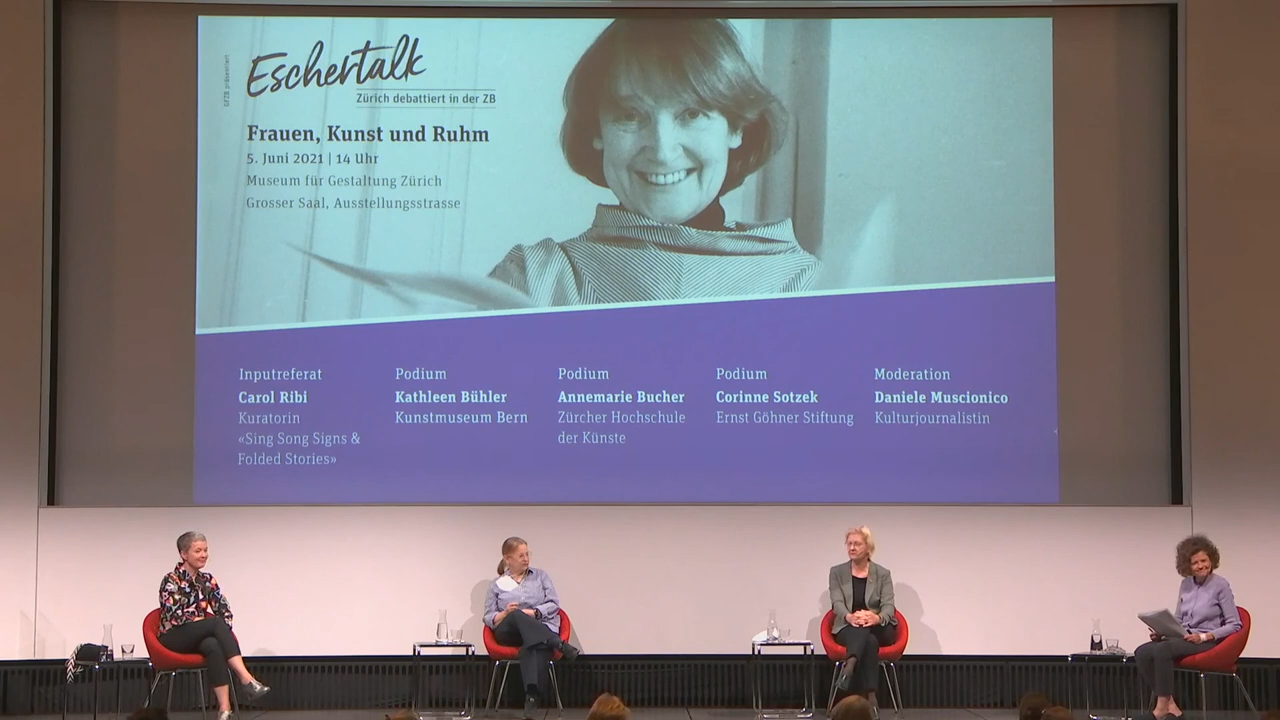 GFZB präsentiert
Eschertalk
Zürich debattiert in der ZB
Frauen, Kunst und Ruhm
5. Juni 2021 | 14 Uhr
Museum für Gestaltung Zürich
Grosser Saal, Ausstellungsstrasse
Inputreferat
Carol Ribi
Kuratorin
«Sing Song Signs &
Folded Stories»
Podium
Kathleen Bühler
Kunstmuseum Bern
Podium
Annemarie Bucher
Zürcher Hochschule
der Künste
Podium
Corinne Sotzek
Ernst Göhner Stiftung
Moderation
Daniele Muscionico
Kulturjournalistin